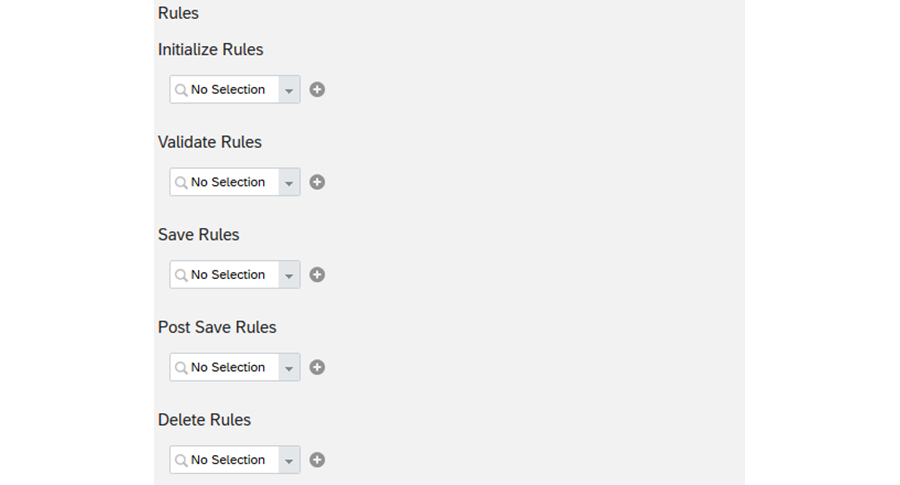 Rules
Initialize Rules
No Selection
Validate Rules
No Selection
Save Rules
No Selection
Post Save Rules
No Selection
Delete Rules
No Selection